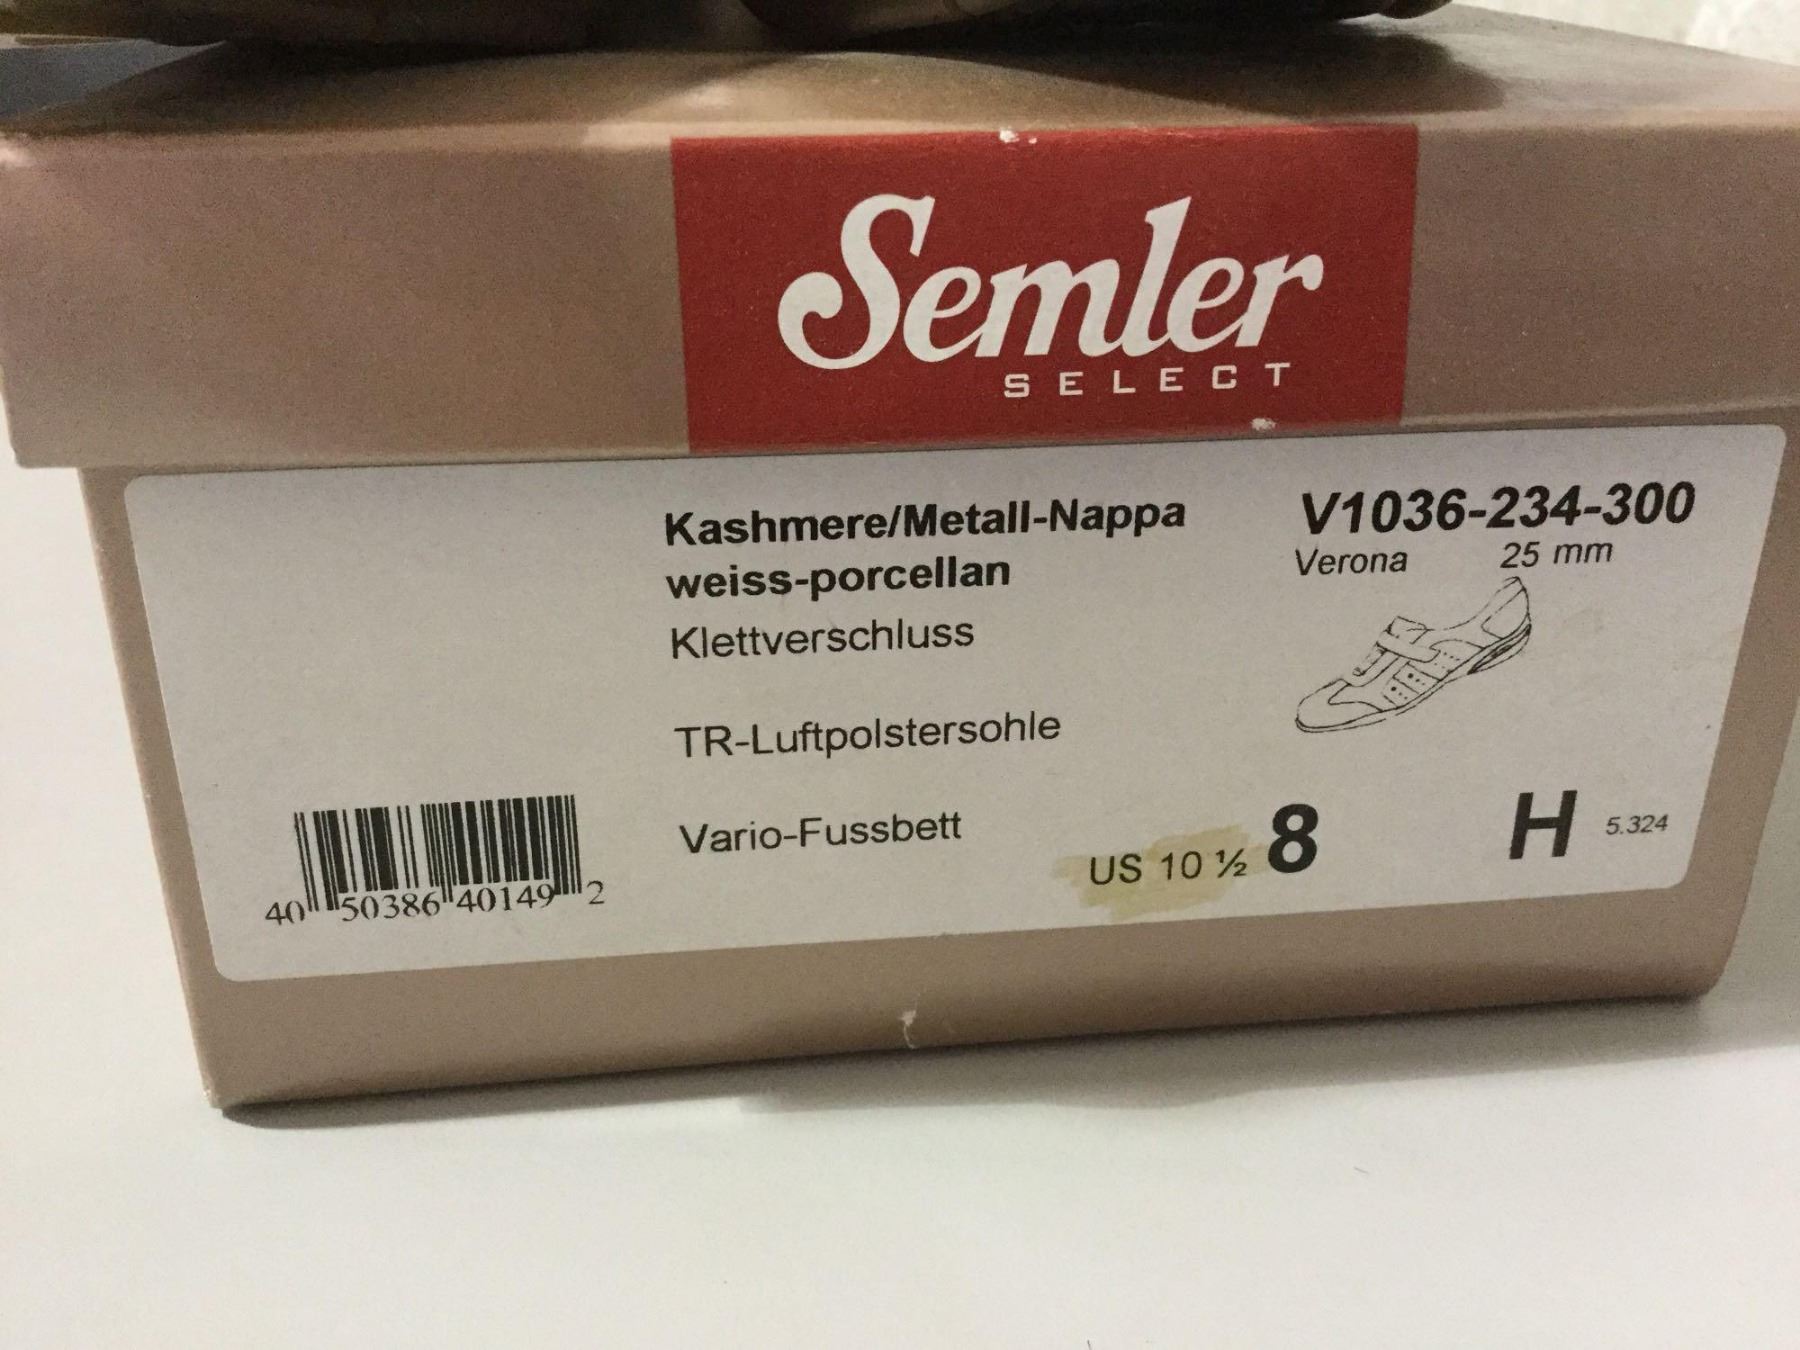 Semler
SELECT
Kashmere/Metall-Nappa
weiss-porcellan
Klettverschluss
TR-Luftpolstersohle
Vario-Fussbett
V1036-234-300
Verona 25 mm
US 10 ½ 8 H 5.324
40 50386 40149 2